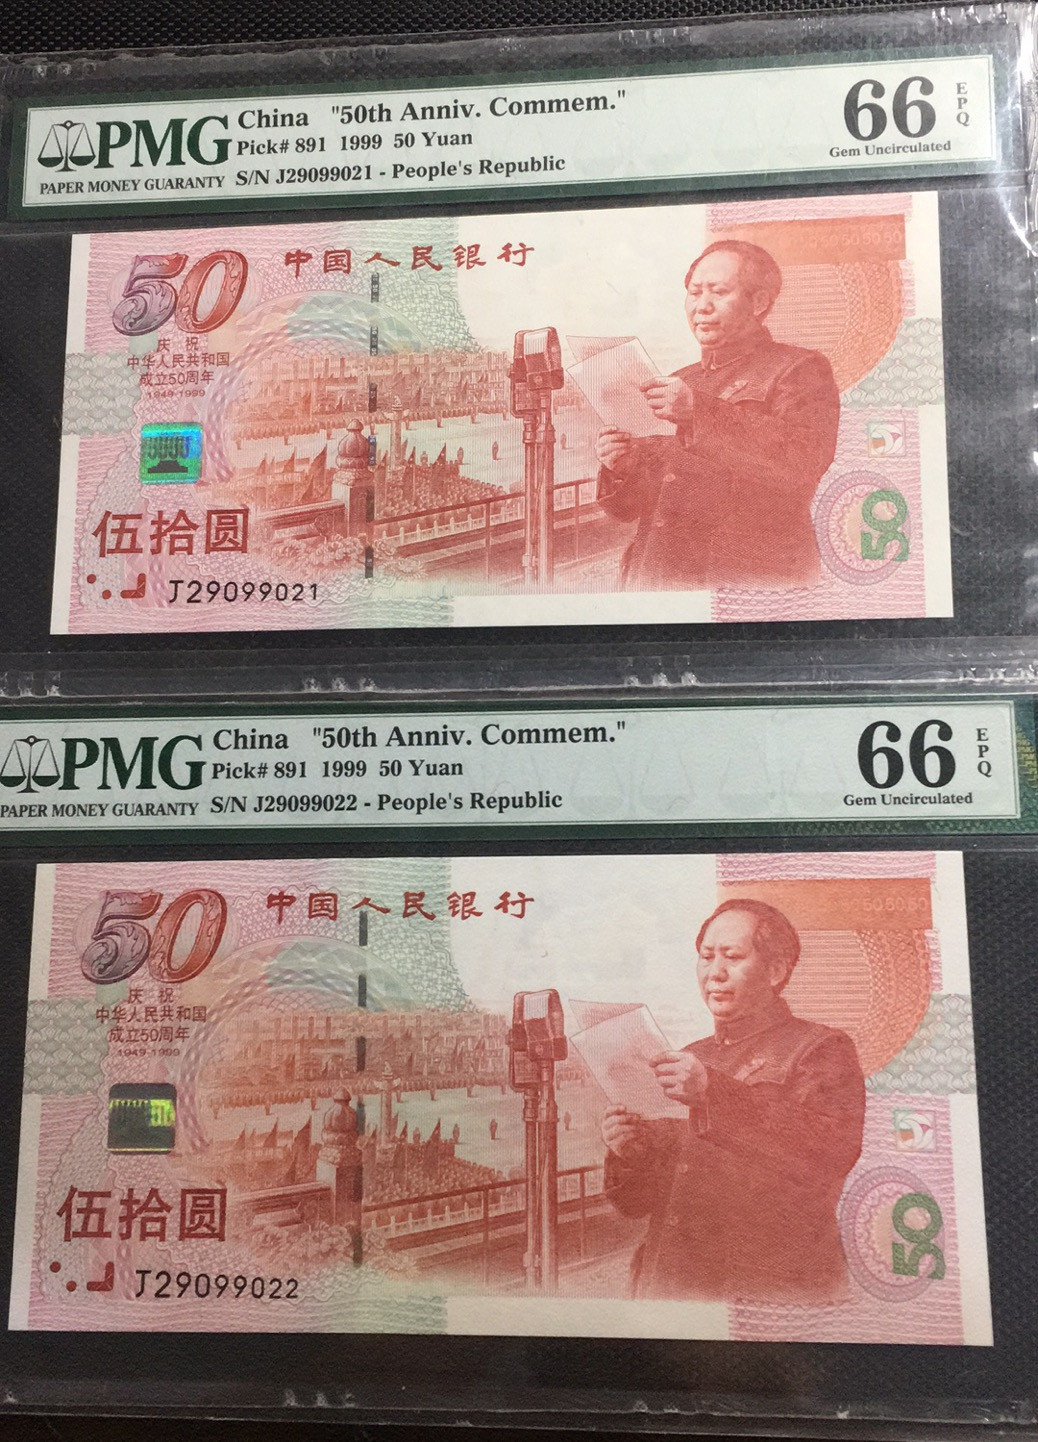 PMG
PAPER MONEY GUARANTY
China "50th Anniv. Commem."
Pick# 891 1999 50 Yuan
S/N J29099021 - People's Republic
66 EPQ
Gem Uncirculated
50
中国人民银行
庆祝
中华人民共和国
成立50周年
1949-1999
伍拾圆
J29099021
50
PMG
PAPER MONEY GUARANTY
China "50th Anniv. Commem."
Pick# 891 1999 50 Yuan
S/N J29099022 - People's Republic
66 EPQ
Gem Uncirculated
50
中国人民银行
庆祝
中华人民共和国
成立50周年
1949-1999
伍拾圆
J29099022
50